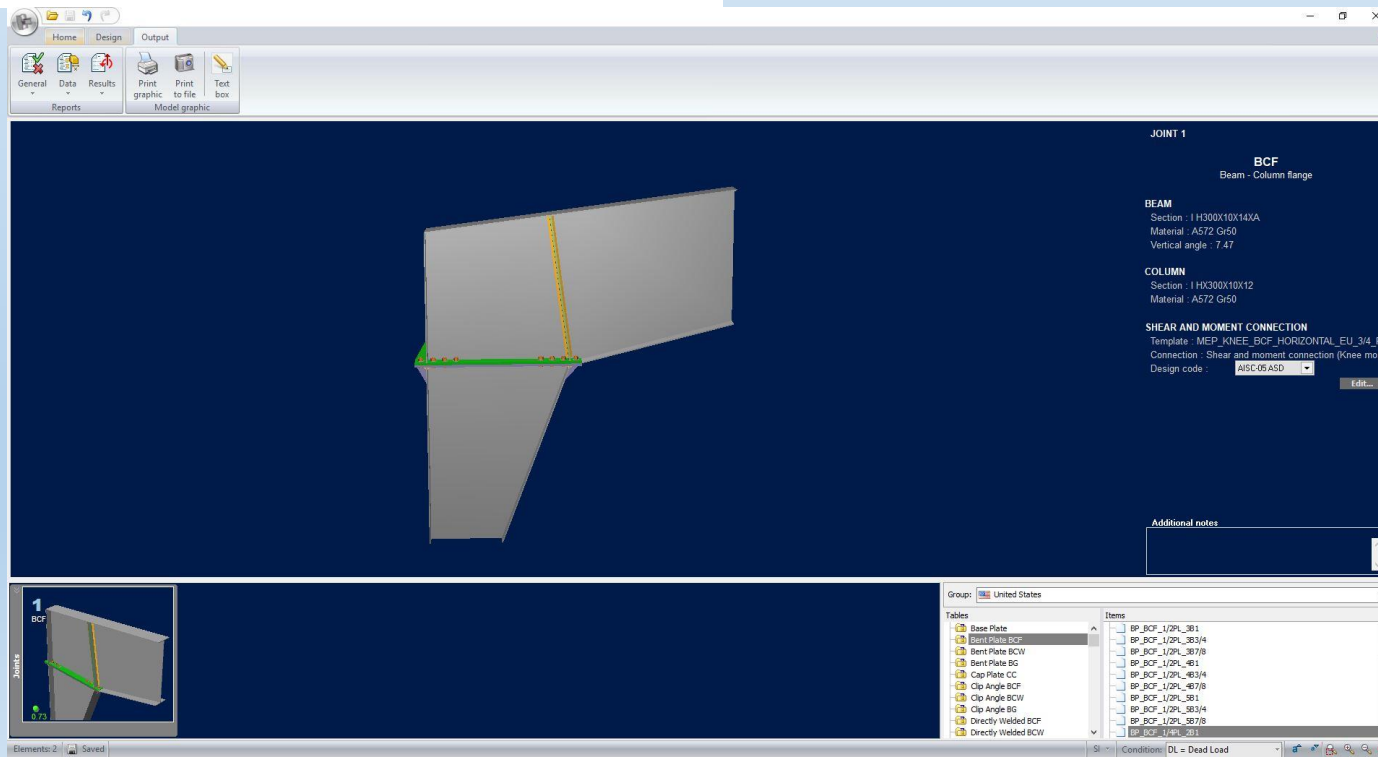 Home Design Output
General Data Results Print graphic Print to file Text box
Reports Model graphic
JOINT 1
BCF
Beam - Column flange
BEAM
Section : I H300X10X14XA
Material : A572 Gr50
Vertical angle : 7.47
COLUMN
Section : I HX300X10X12
Material : A572 Gr50
SHEAR AND MOMENT CONNECTION
Template : MEP_KNEE_BCF_HORIZONTAL_EU_3/4_
Connection : Shear and moment connection (Knee mo
Design code : AISC-05 ASD
Edit...
Additional notes
Joints
1
BCF
0.73
Group: United States
Tables
Base Plate
Bent Plate BCF
Bent Plate BCW
Bent Plate BG
Cap Plate CC
Clip Angle BCF
Clip Angle BCW
Clip Angle BG
Directly Welded BCF
Directly Welded BCW
Items
BP_BCF_1/2PL_3B1
BP_BCF_1/2PL_3B3/4
BP_BCF_1/2PL_3B7/8
BP_BCF_1/2PL_4B1
BP_BCF_1/2PL_4B3/4
BP_BCF_1/2PL_4B7/8
BP_BCF_1/2PL_5B1
BP_BCF_1/2PL_5B3/4
BP_BCF_1/2PL_5B7/8
BP_BCF_1/4PL_2B1
Elements: 2 Saved SI Condition: DL = Dead Load